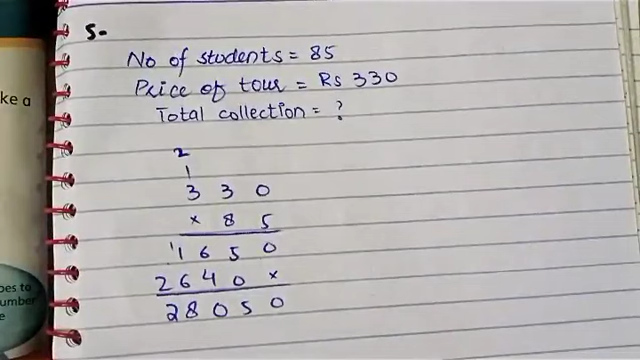 5-
No of students = 85
Price of tour = Rs 330
Total collection = ?
2
1
3 3 0
× 8 5
1 1 6 5 0
2 6 4 0 ×
2 8 0 5 0
ke a
pes to
umber
e